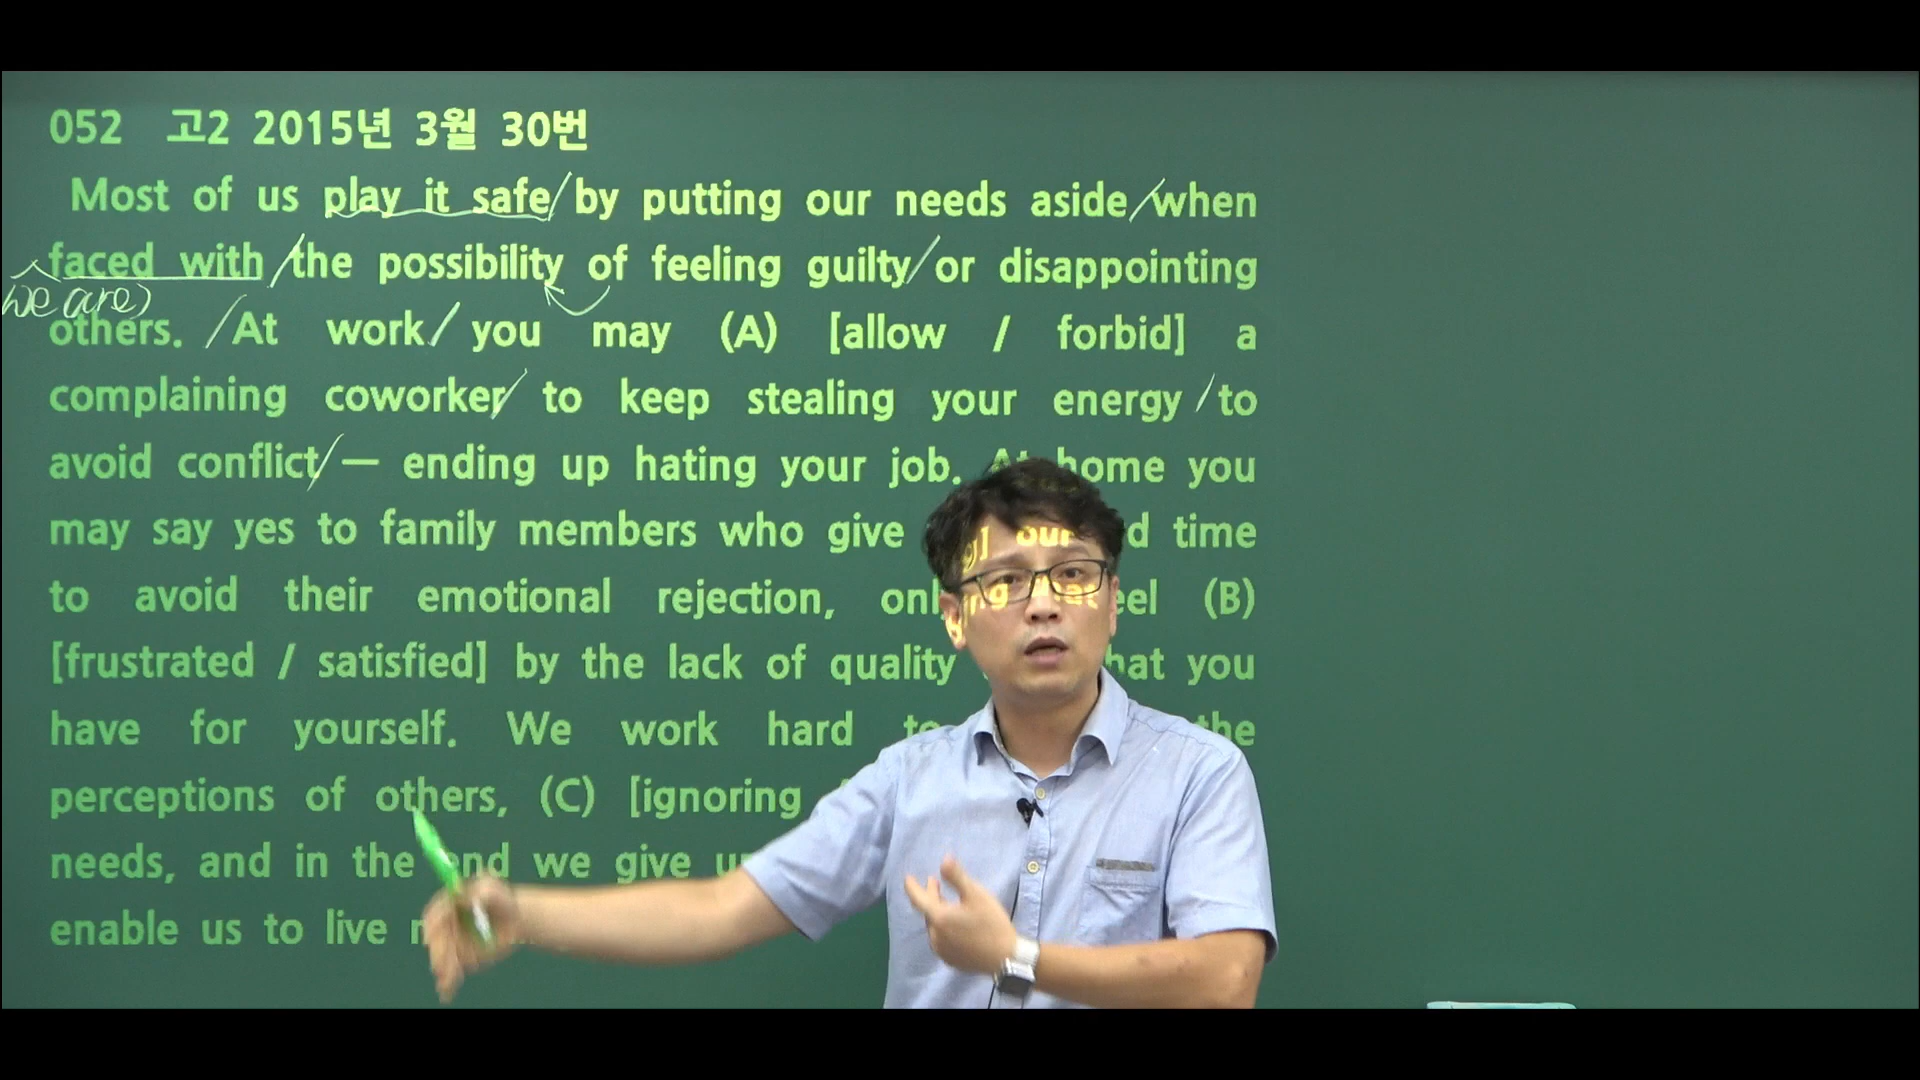 052 고2 2015년 3월 30번
Most of us play it safe by putting our needs aside when
faced with the possibility of feeling guilty or disappointing
(we are)
others. At work you may (A) [allow / forbid] a
complaining coworker to keep stealing your energy to
avoid conflict — ending up hating your job. At home you
may say yes to family members who give time
to avoid their emotional rejection, (B)
[frustrated / satisfied] by the lack of quality that you
have for yourself. We work hard the
perceptions of others, (C) [ignoring
needs, and in the end we give
enable us to live